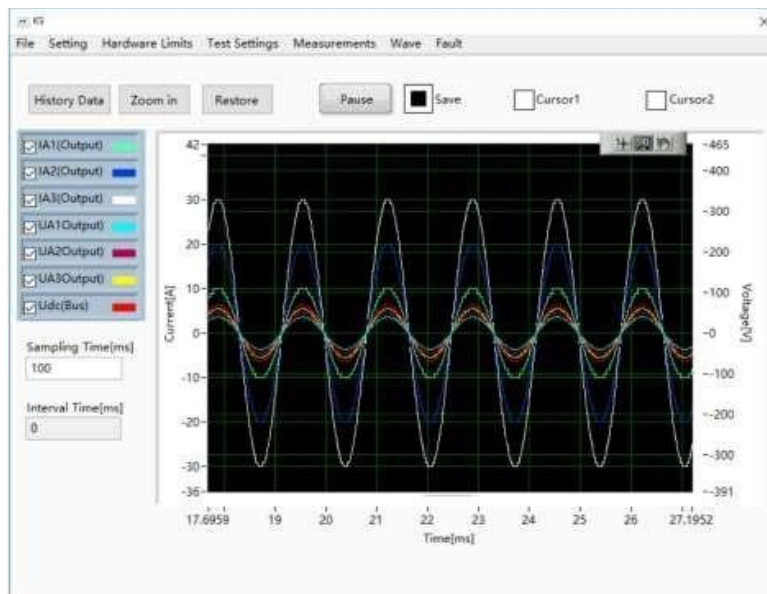 KS
File Setting Hardware Limits Test Settings Measurements Wave Fault
History Data Zoom in Restore Pause Save Cursor1 Cursor2
IA1(Output)
IA2(Output)
IA3(Output)
UA1Output)
UA2Output)
UA3Output)
Udc(Bus)
Sampling Time[ms]
100
Interval Time[ms]
0
Current[A]
42
30
20
10
0
-10
-20
-30
-36
Voltage[V]
-465
-400
-300
-200
-100
-0
-100
-200
-300
-391
17.6959 19 20 21 22 23 24 25 26 27.1952
Time[ms]